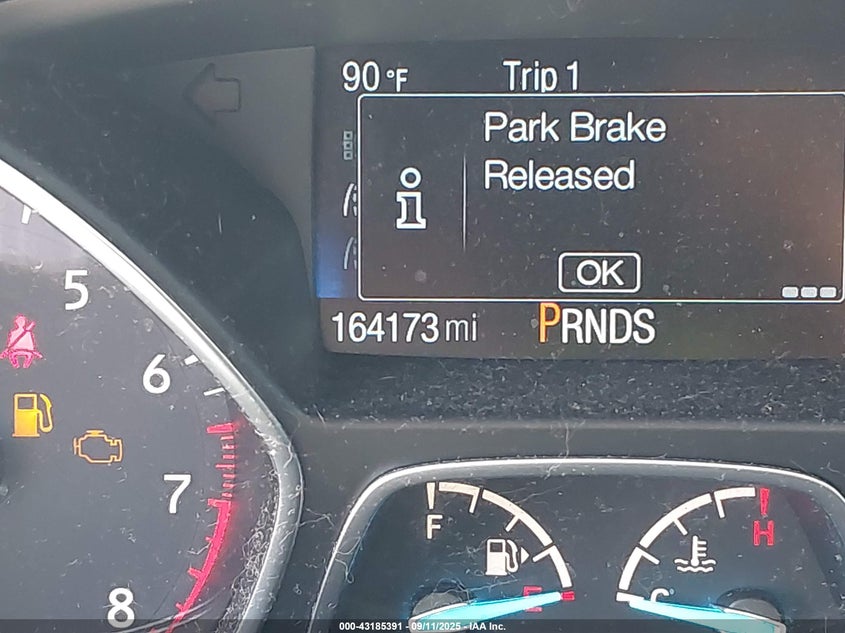 90 °F Trip 1
Park Brake
Released
OK
164173 mi PRNDS
5
6
7
8
F
E
H
C
000-43185391 - 09/11/2025 - IAA Inc.